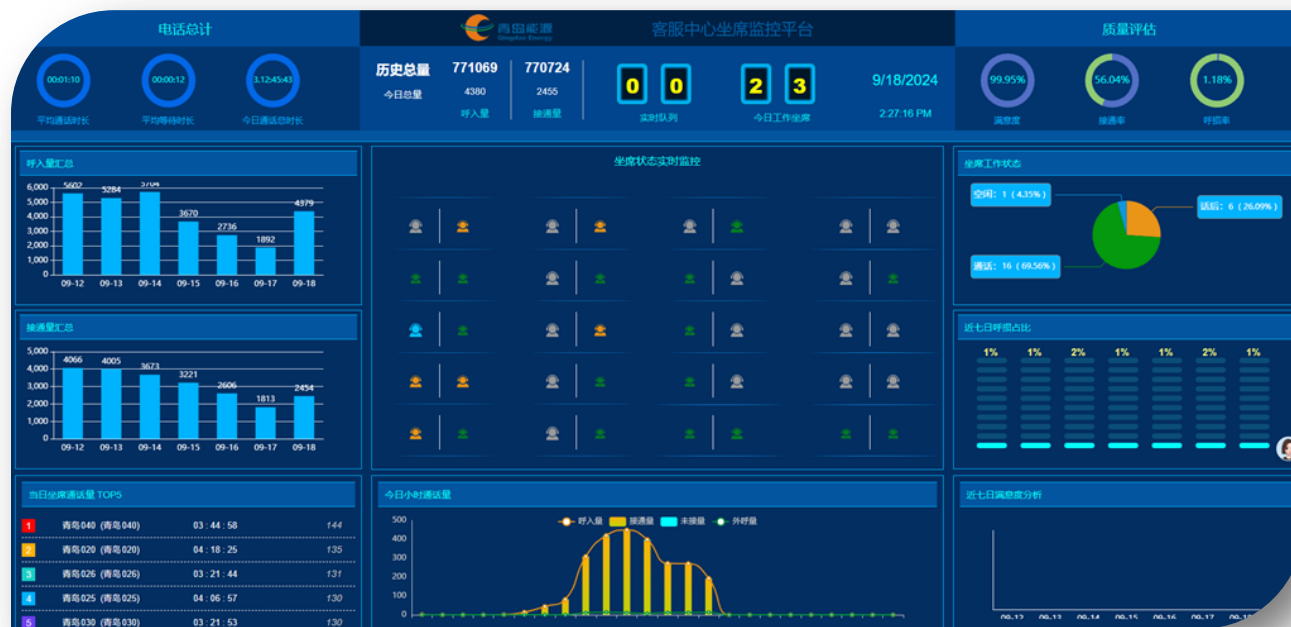 电话总计
青岛能源
Qingdao Energy
客服中心坐席监控平台
质量评估
00:01:10
00:00:12
3.12:45:43
平均通话时长
平均等待时长
今日通话总时长
历史总量
771069
770724
今日总量
4380
2455
呼入量
接通量
0 0
2 3
实时队列
今日工作坐席
9/18/2024
2:27:16 PM
99.95%
56.04%
1.18%
满意度
接通率
呼损率
呼入量汇总
6,000
5,000
4,000
3,000
2,000
1,000
0
5602
5284
5704
3670
2736
1892
4379
09-12 09-13 09-14 09-15 09-16 09-17 09-18
接通量汇总
5,000
4,000
3,000
2,000
1,000
0
4066
4005
3673
3221
2606
1813
2454
09-12 09-13 09-14 09-15 09-16 09-17 09-18
坐席状态实时监控
坐席工作状态
空闲: 1 ( 4.35% )
话后: 6 ( 26.09% )
通话: 16 ( 69.56% )
近七日呼损占比
1% 1% 2% 1% 1% 2% 1%
当日坐席通话量 TOP5
1 青岛040 (青岛040) 03 : 44 : 58 144
2 青岛020 (青岛020) 04 : 18 : 25 135
3 青岛026 (青岛026) 03 : 21 : 44 131
4 青岛025 (青岛025) 04 : 06 : 57 130
5 青岛030 (青岛030) 03 : 21 : 53 130
今日小时通话量
呼入量 接通量 未接量 外呼量
500
400
300
200
100
0
近七日满意度分析
09-12 09-13 09-14 09-15 09-16 09-17